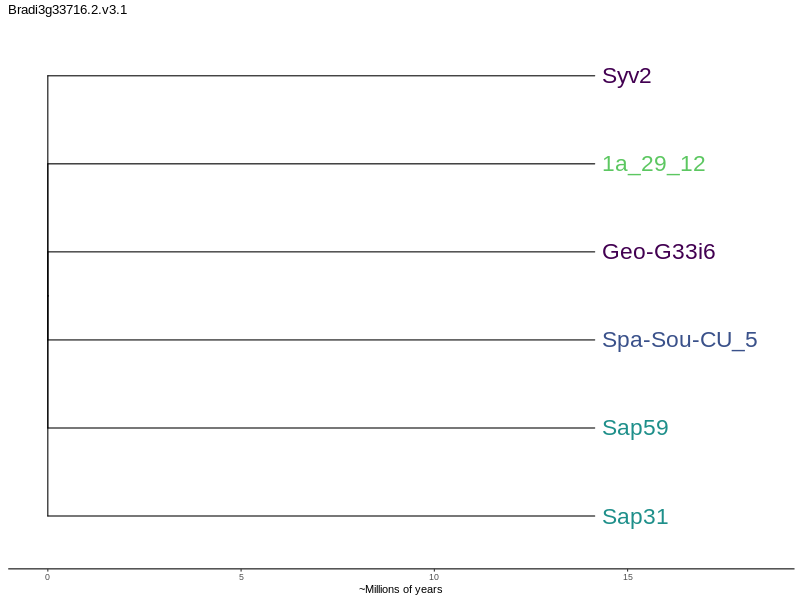 Bradi3g33716.2.v3.1
Syv2
1a_29_12
Geo-G33i6
Spa-Sou-CU_5
Sap59
Sap31
0 5 10 15
~Millions of years